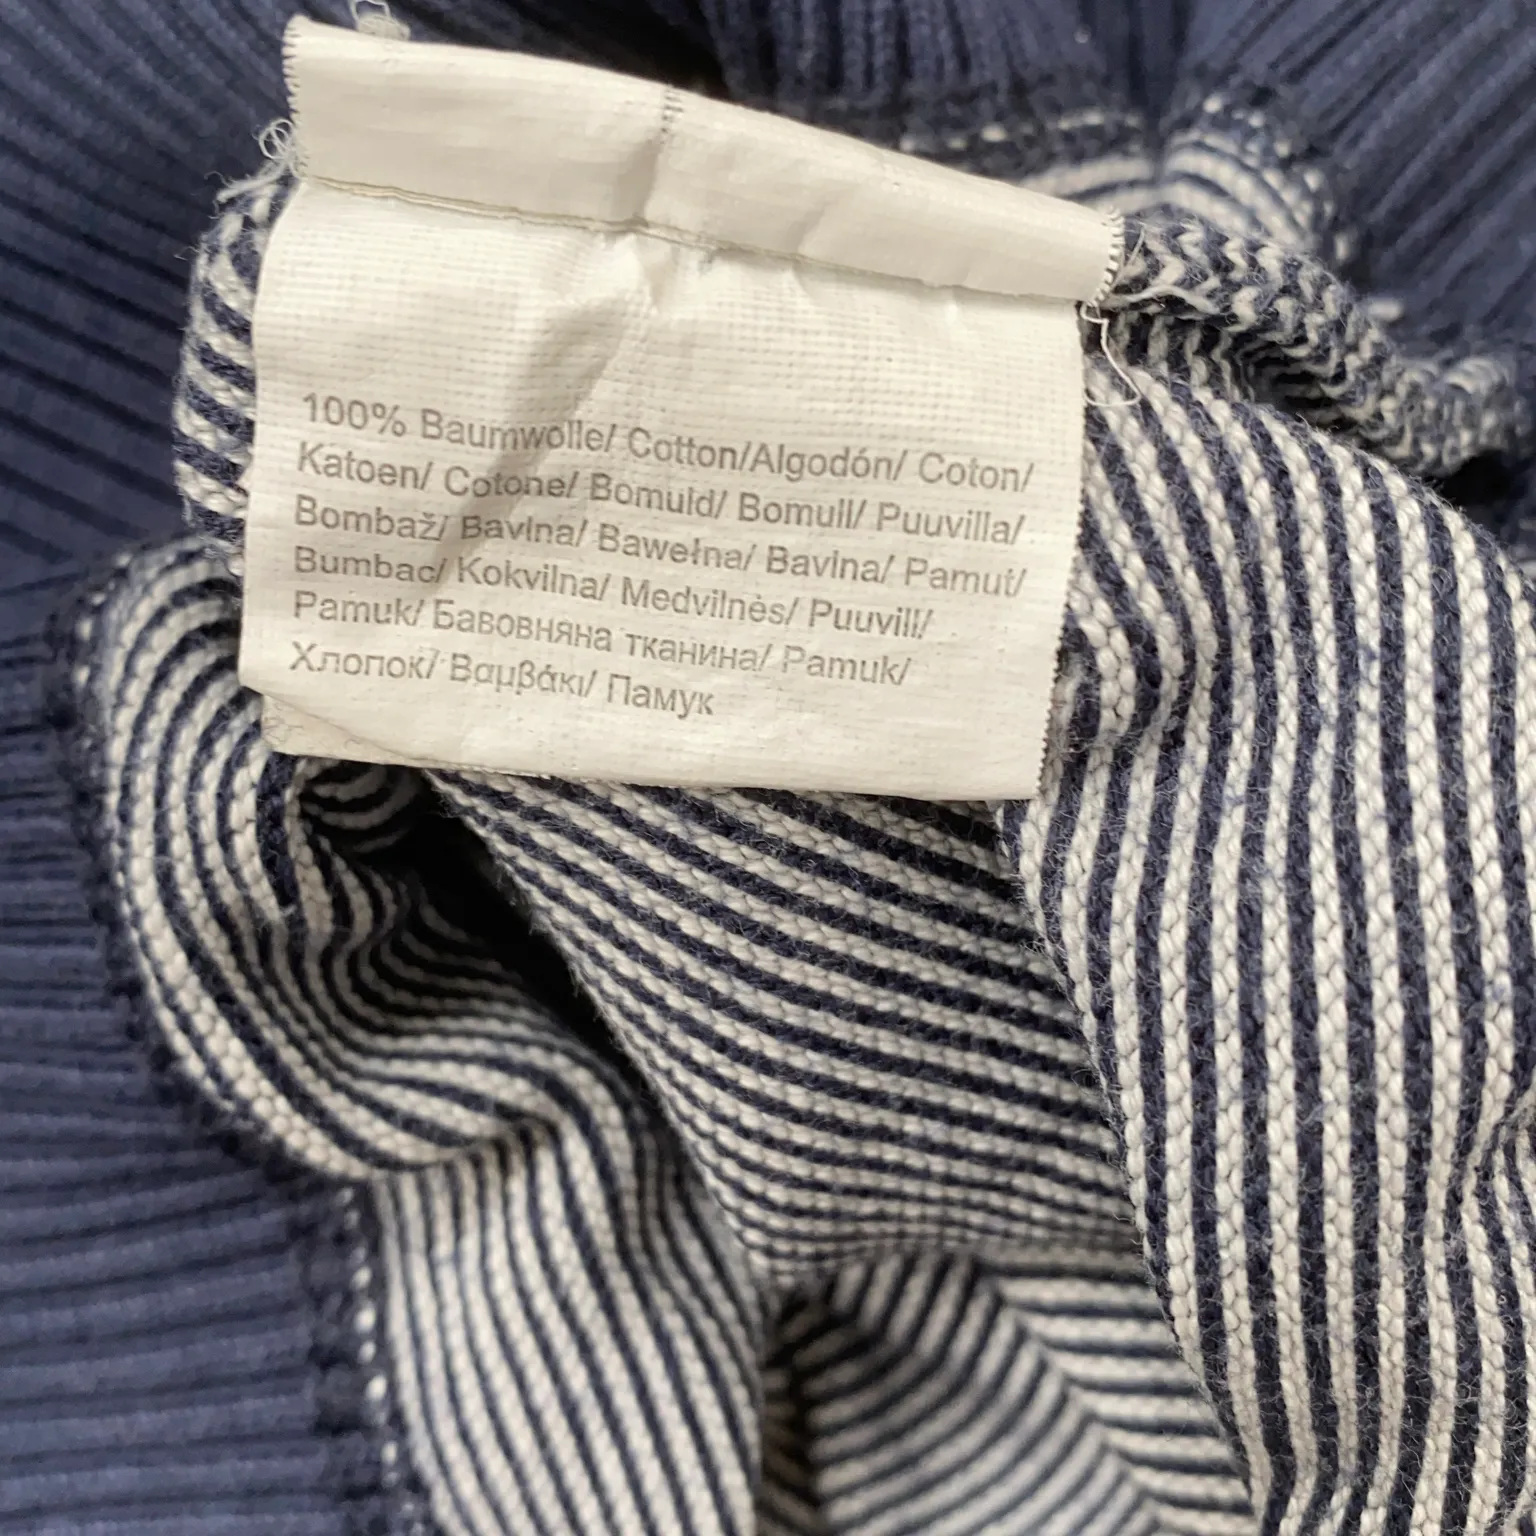 100% Baumwolle/ Cotton/Algodón/ Coton/
Katoen/ Cotone/ Bomuld/ Bomull/ Puuvilla/
Bombaž/ Bavlna/ Bawełna/ Bavlna/ Pamut/
Bumbac/ Kokvilna/ Medvilnės/ Puuvill/
Pamuk/ Бавовняна тканина/ Pamuk/
Хлопок/ Βαμβάκι/ Памук